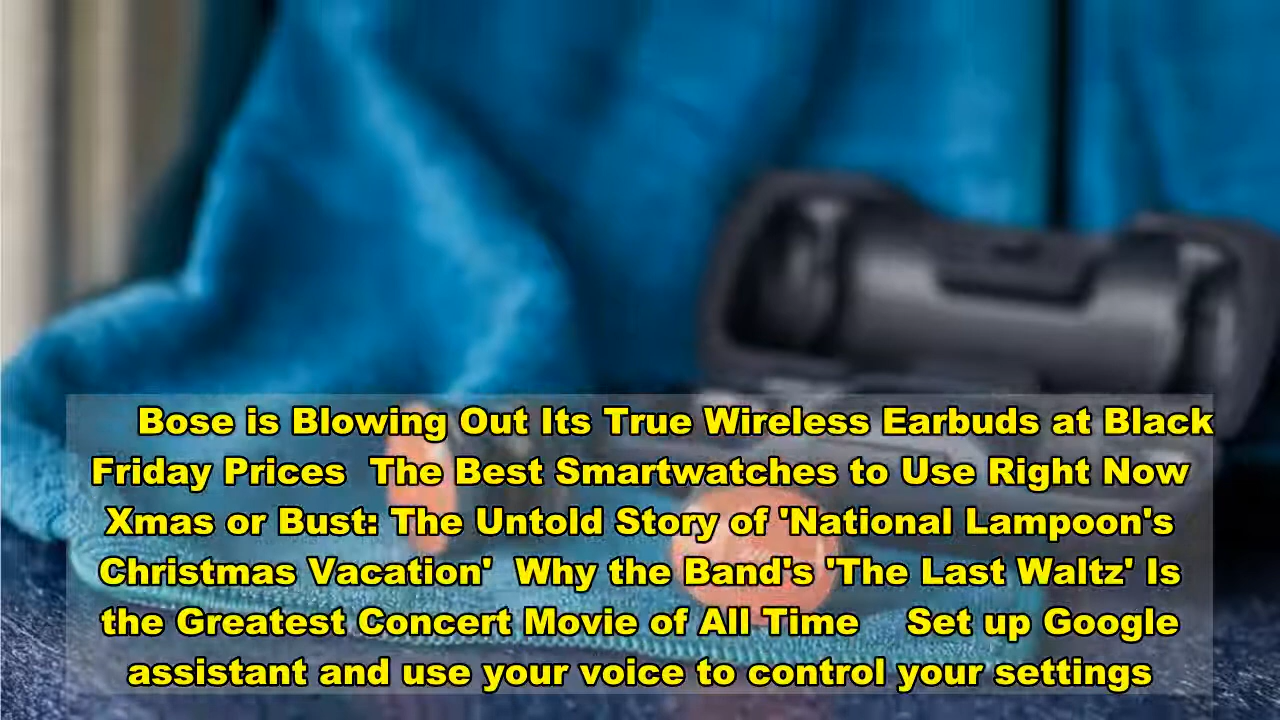 Bose is Blowing Out Its True Wireless Earbuds at Black
Friday Prices The Best Smartwatches to Use Right Now
Xmas or Bust: The Untold Story of 'National Lampoon's
Christmas Vacation' Why the Band's 'The Last Waltz' Is
the Greatest Concert Movie of All Time Set up Google
assistant and use your voice to control your settings